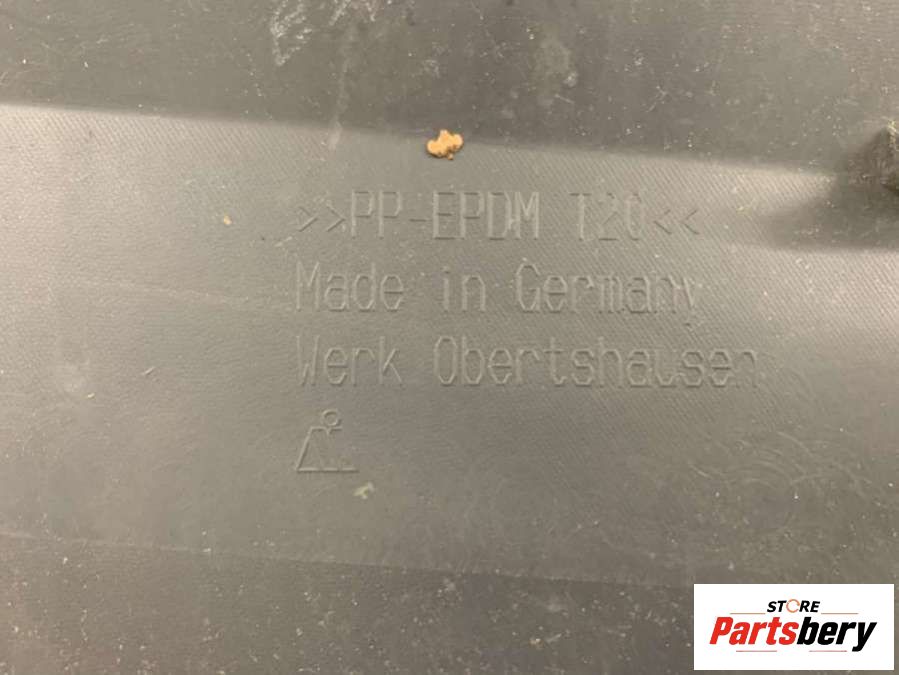 >>PP-EPDM T20<<
Made in Germany
Werk Obertshausen
STORE
Partsbery